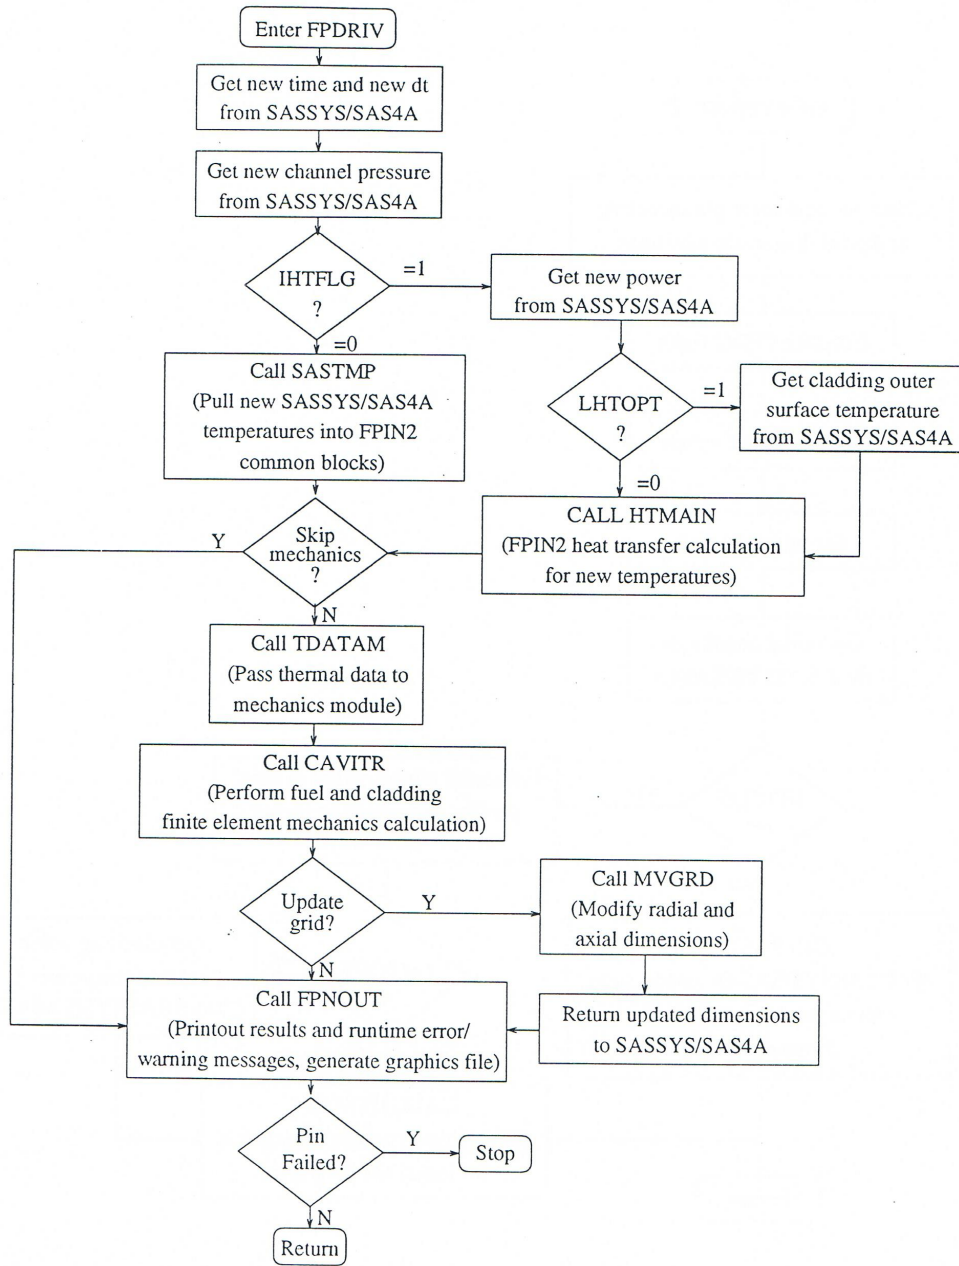 Enter FPDRIV
Get new time and new dt
from SASSYS/SAS4A
Get new channel pressure
from SASSYS/SAS4A
IHTFLG
?
=1
=0
Get new power
from SASSYS/SAS4A
LHTOPT
?
=1
=0
Get cladding outer
surface temperature
from SASSYS/SAS4A
Call SASTMP
(Pull new SASSYS/SAS4A
temperatures into FPIN2
common blocks)
CALL HTMAIN
(FPIN2 heat transfer calculation
for new temperatures)
Skip
mechanics
?
Y
N
Call TDATAM
(Pass thermal data to
mechanics module)
Call CAVITR
(Perform fuel and cladding
finite element mechanics calculation)
Update
grid?
Y
N
Call MVGRD
(Modify radial and
axial dimensions)
Return updated dimensions
to SASSYS/SAS4A
Call FPNOUT
(Printout results and runtime error/
warning messages, generate graphics file)
Pin
Failed?
Y
Stop
N
Return